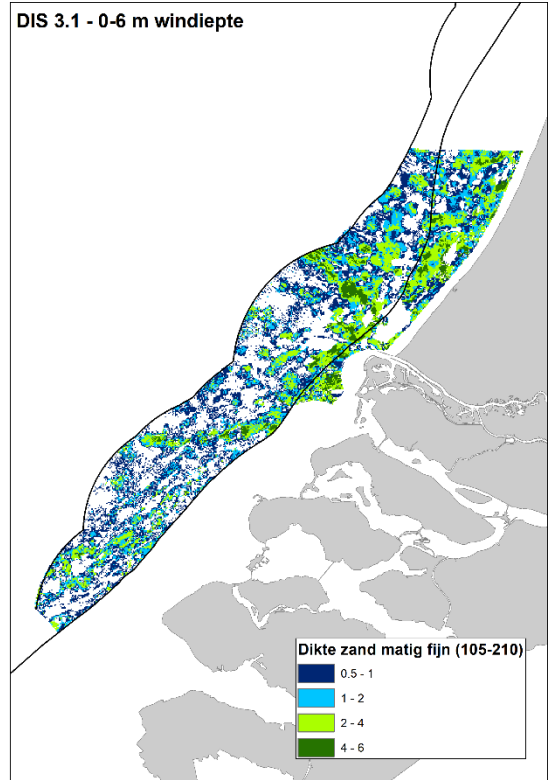 DIS 3.1 - 0-6 m windiepte
Dikte zand matig fijn (105-210)
0.5 - 1
1 - 2
2 - 4
4 - 6